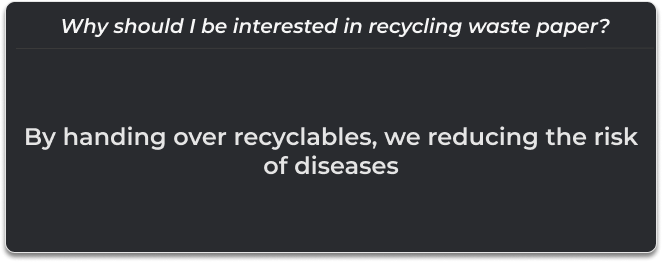 Why should I be interested in recycling waste paper?
By handing over recyclables, we reducing the risk
of diseases